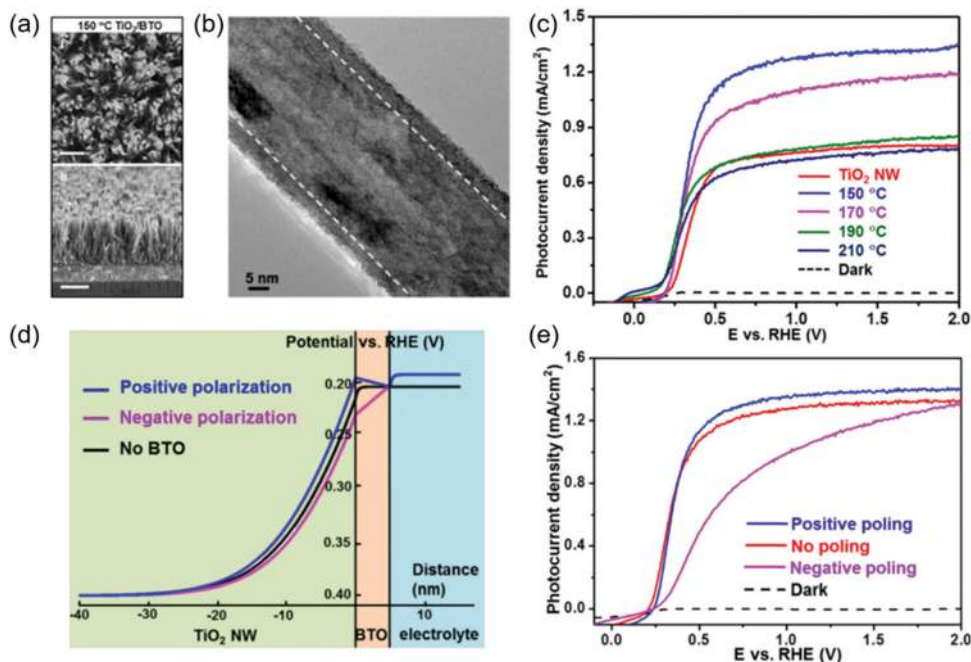 (a)
150 °C TiO₂/BTO
(b)
5 nm
(c)
Photocurrent density (mA/cm²)
1.2
0.9
0.6
0.3
0.0
TiO₂ NW
150 °C
170 °C
190 °C
210 °C
Dark
0.0 0.5 1.0 1.5 2.0
E vs. RHE (V)
(d)
Potential vs. RHE (V)
Positive polarization
Negative polarization
No BTO
0.20
0.25
0.30
0.35
0.40
Distance
(nm)
-40 -30 -20 -10 10
TiO₂ NW BTO electrolyte
(e)
Photocurrent density (mA/cm²)
1.6
1.2
1.4
1.4
0.0
Positive poling
No poling
Negative poling
Dark
0.0 0.5 1.0 1.5 2.0
E vs. RHE (V)